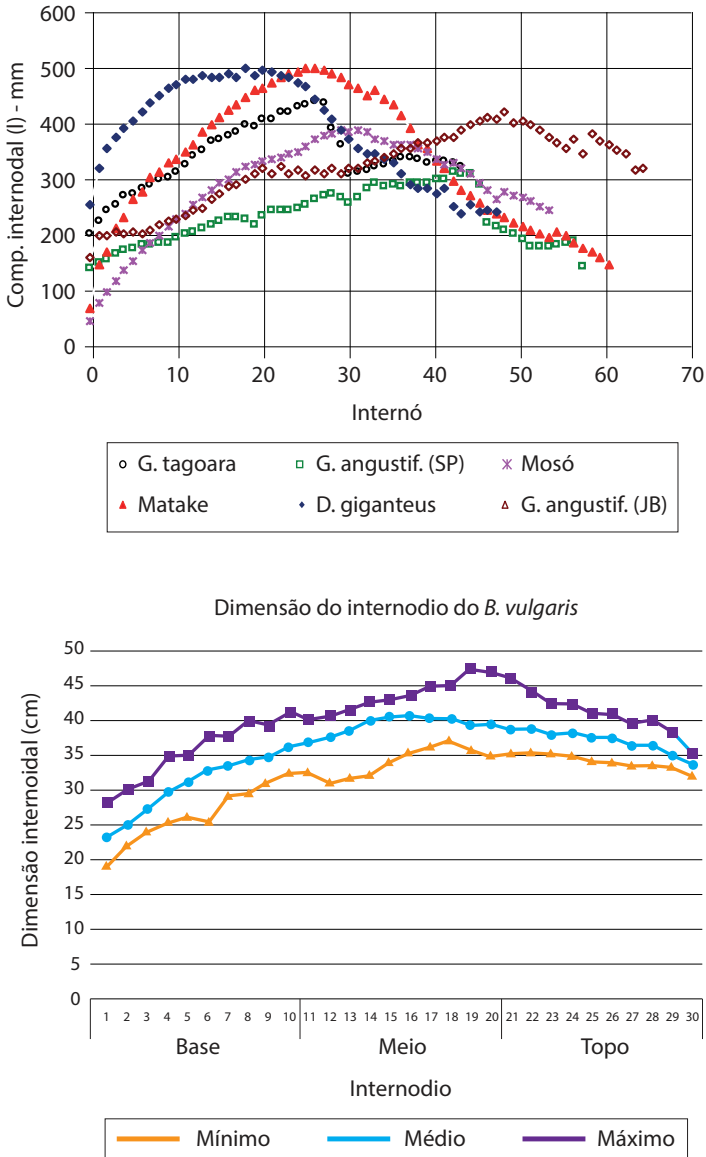 600
500
400
300
200
100
0
Comp. internodal (l) - mm
0 10 20 30 40 50 60 70
Internó
G. tagoara G. angustif. (SP) Mosó
Matake D. giganteus G. angustif. (JB)
Dimensão do internodio do B. vulgaris
50
45
40
35
30
25
20
15
10
5
0
Dimensão internoidal (cm)
1 2 3 4 5 6 7 8 9 10 11 12 13 14 15 16 17 18 19 20 21 22 23 24 25 26 27 28 29 30
Base Meio Topo
Internodio
Mínimo Médio Máximo